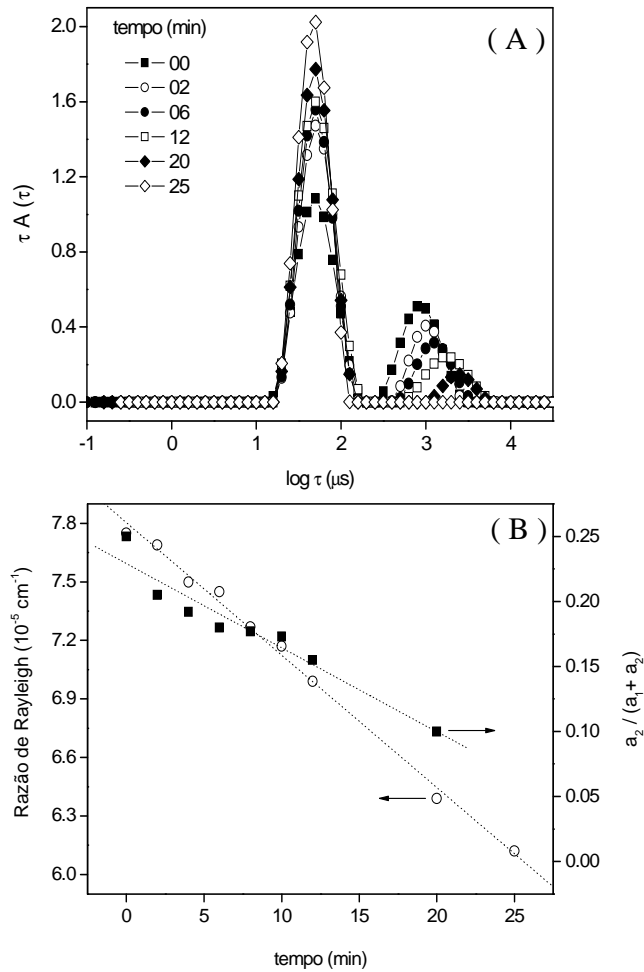 ( A )
tempo (min)
00
02
06
12
20
25
2.0
1.6
1.2
0.8
0.4
0.0
τ A (τ)
-1 0 1 2 3 4
log τ (μs)
( B )
7.8
7.5
7.2
6.9
6.6
6.3
6.0
Razão de Rayleigh (10⁻⁵ cm⁻¹)
0.25
0.20
0.15
0.10
0.05
0.00
a₂ / (a₁+ a₂)
0 5 10 15 20 25
tempo (min)